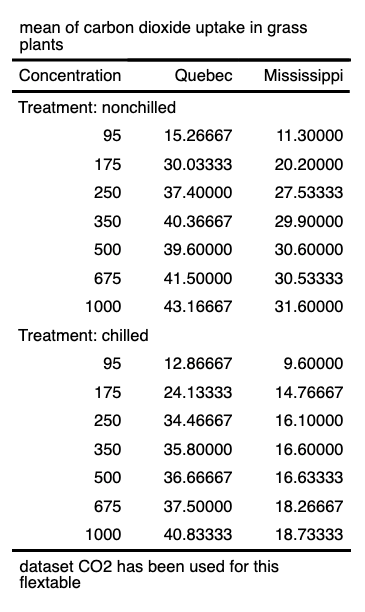 mean of carbon dioxide uptake in grass
plants
Concentration Quebec Mississippi
Treatment: nonchilled
95 15.26667 11.30000
175 30.03333 20.20000
250 37.40000 27.53333
350 40.36667 29.90000
500 39.60000 30.60000
675 41.50000 30.53333
1000 43.16667 31.60000
Treatment: chilled
95 12.86667 9.60000
175 24.13333 14.76667
250 34.46667 16.10000
350 35.80000 16.60000
500 36.66667 16.63333
675 37.50000 18.26667
1000 40.83333 18.73333
dataset CO2 has been used for this
flextable